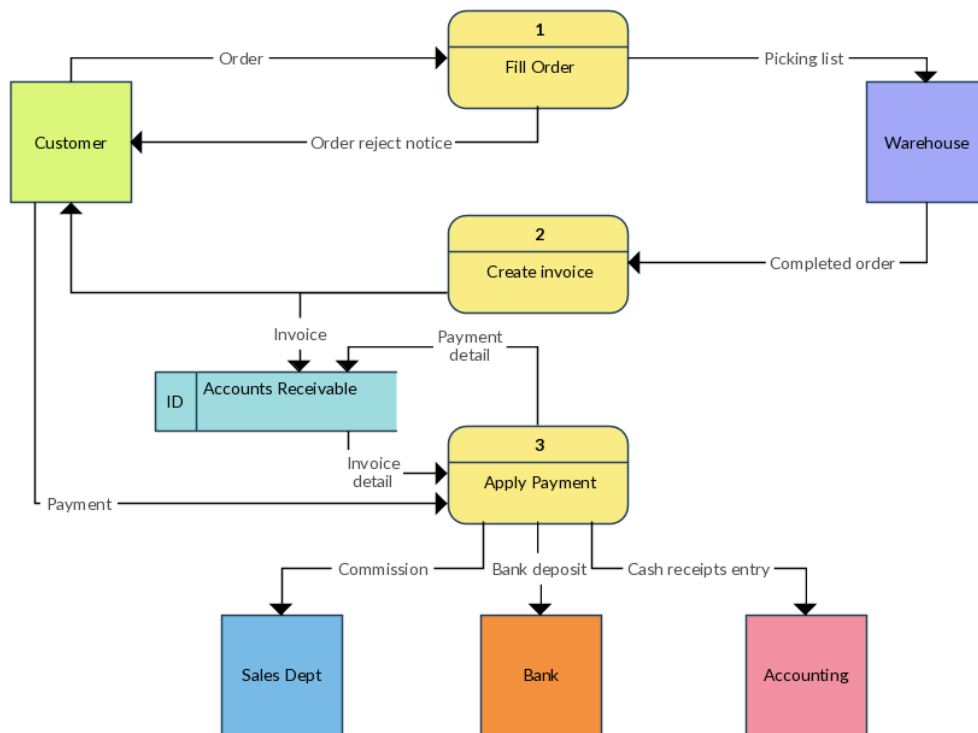 1
Order
Fill Order
Picking list
Customer
Order reject notice
Warehouse
2
Completed order
Create invoice
Invoice
Payment
detail
ID
Accounts Receivable
3
Invoice
detail
Apply Payment
Payment
Commission
Bank deposit
Cash receipts entry
Sales Dept
Bank
Accounting